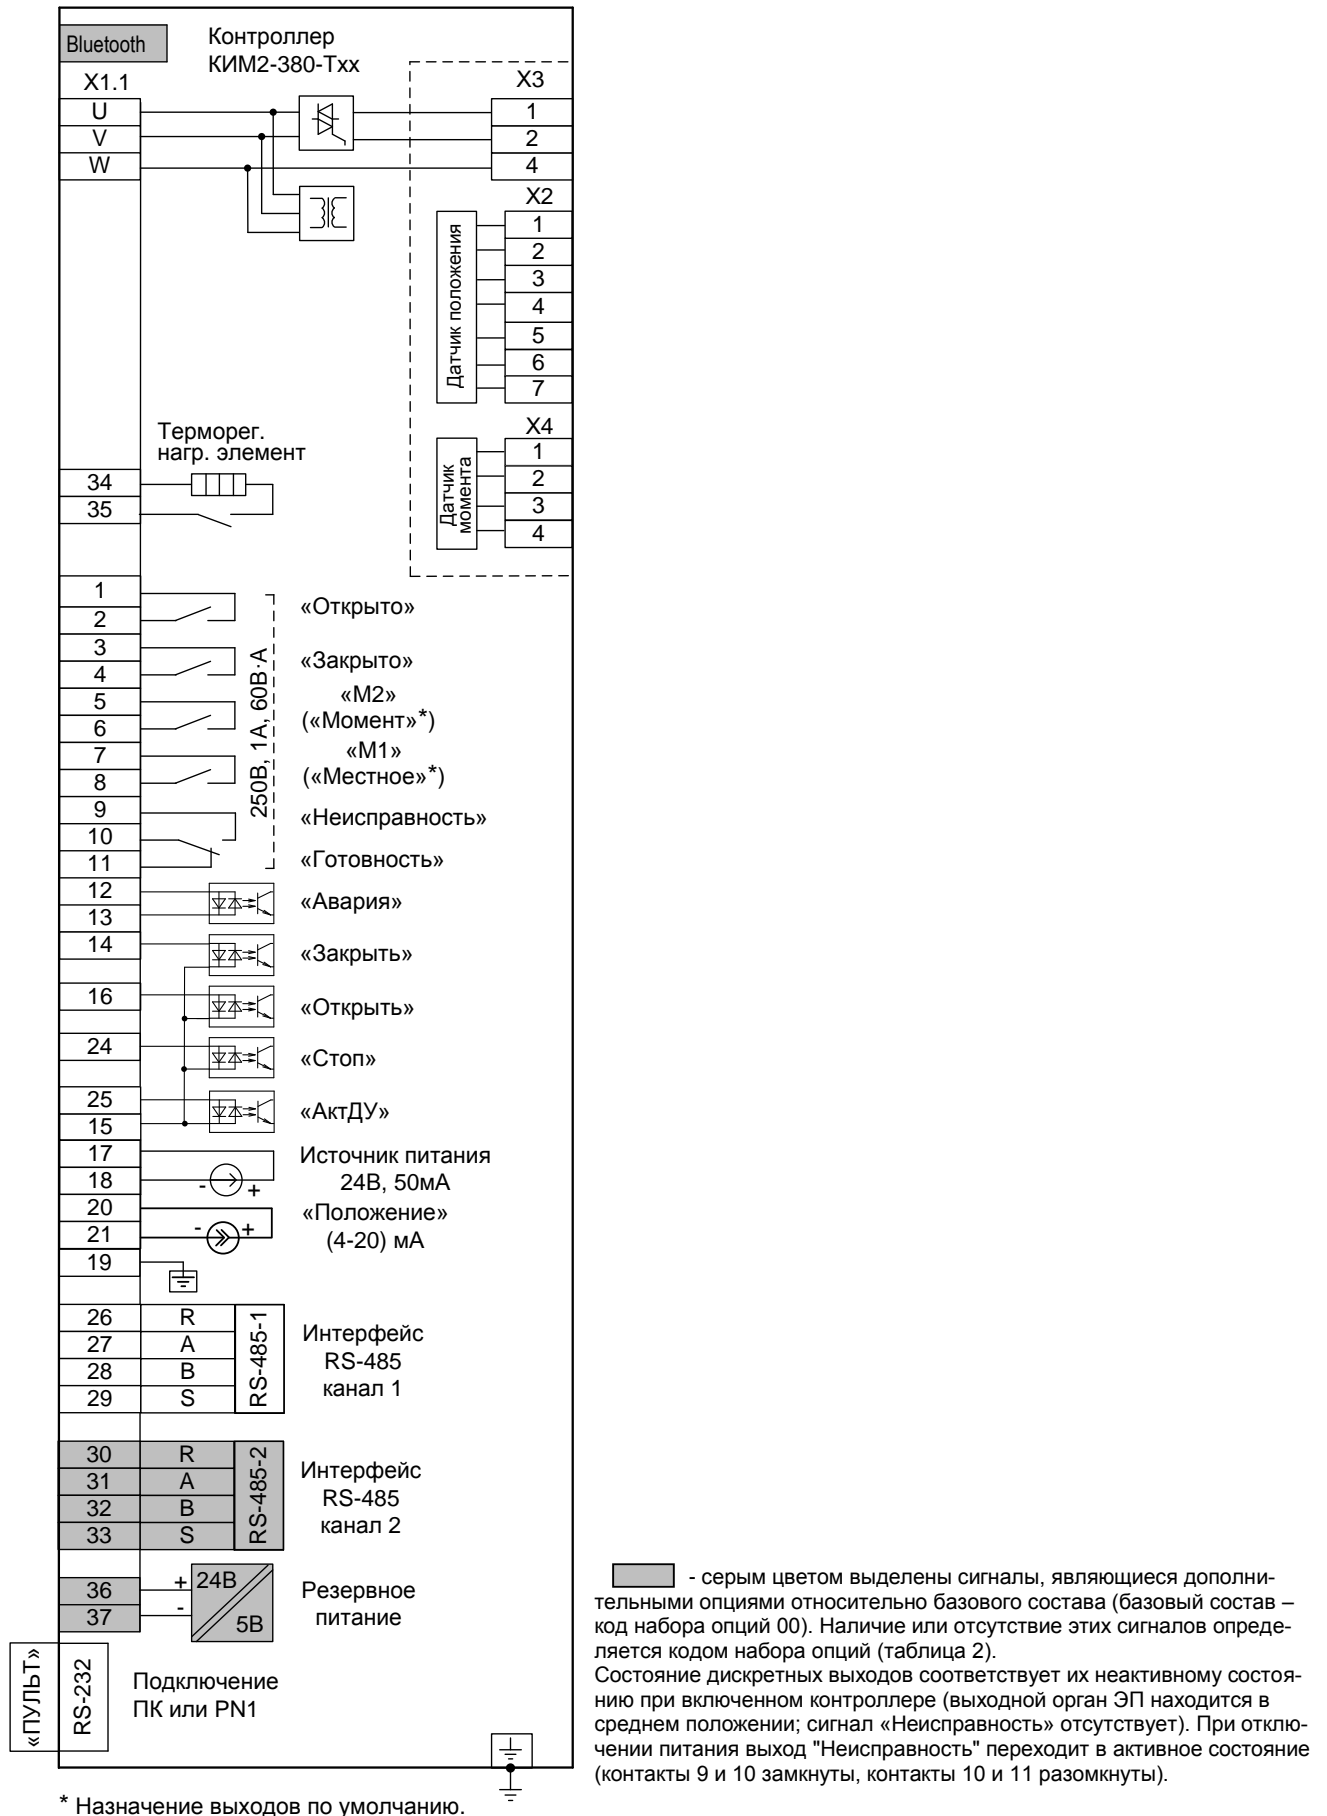 Bluetooth
Контроллер
КИМ2-380-Тхх
X1.1
U
V
W
X3
1
2
4
X2
Датчик положения
1
2
3
4
5
6
7
X4
Датчик
момента
1
2
3
4
Терморег.
нагр. элемент
34
35
1
2
3
4
5
6
7
8
9
10
11
250В, 1А, 60В·А
«Открыто»
«Закрыто»
«М2»
(«Момент»*)
«М1»
(«Местное»*)
«Неисправность»
«Готовность»
12
13
«Авария»
14
«Закрыть»
16
«Открыть»
24
«Стоп»
25
15
«АктДУ»
17
18
- +
Источник питания
24В, 50мА
20
21
- +
«Положение»
(4-20) мА
19
26 R
27 A
28 B
29 S
RS-485-1
Интерфейс
RS-485
канал 1
30 R
31 A
32 B
33 S
RS-485-2
Интерфейс
RS-485
канал 2
36 +
37 -
24В
5В
Резервное
питание
«ПУЛЬТ»
RS-232
Подключение
ПК или PN1
* Назначение выходов по умолчанию.
- серым цветом выделены сигналы, являющиеся дополни-
тельными опциями относительно базового состава (базовый состав –
код набора опций 00). Наличие или отсутствие этих сигналов опреде-
ляется кодом набора опций (таблица 2).
Состояние дискретных выходов соответствует их неактивному состоя-
нию при включенном контроллере (выходной орган ЭП находится в
среднем положении; сигнал «Неисправность» отсутствует). При отклю-
чении питания выход "Неисправность" переходит в активное состояние
(контакты 9 и 10 замкнуты, контакты 10 и 11 разомкнуты).